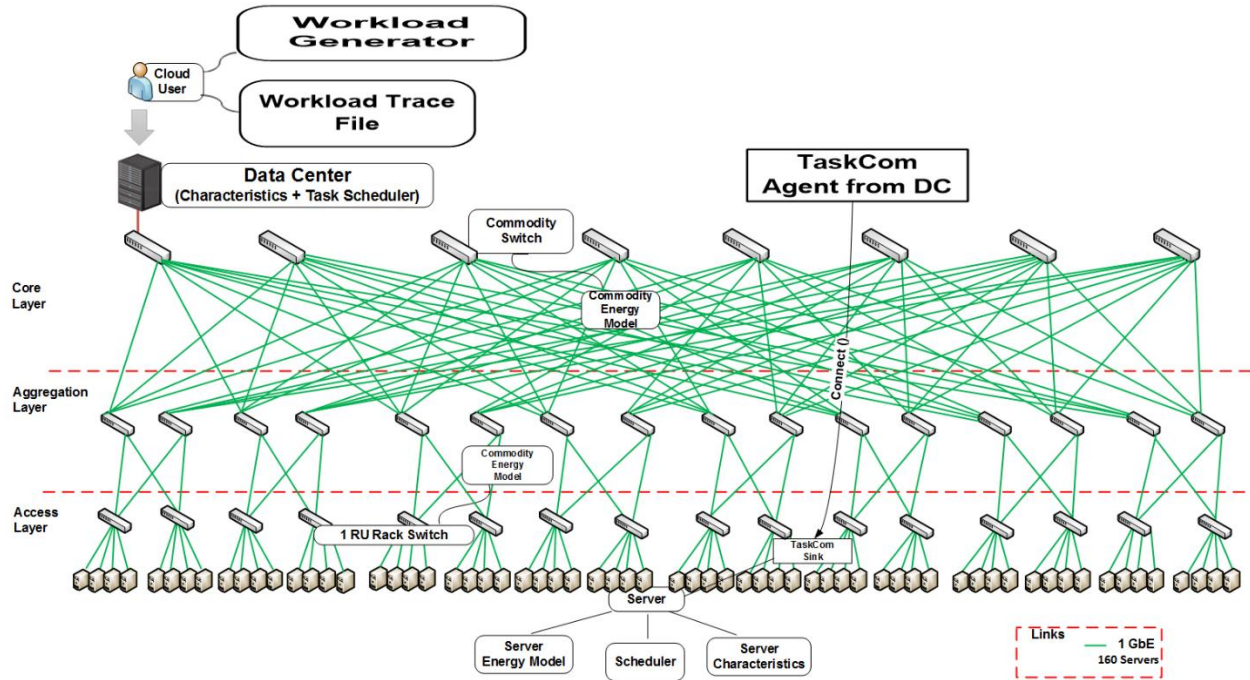 Workload
Generator
Cloud
User
Workload Trace
File
Data Center
(Characteristics + Task Scheduler)
TaskCom
Agent from DC
Commodity
Switch
Core
Layer
Commodity
Energy
Model
Connect ()
Aggregation
Layer
Commodity
Energy
Model
Access
Layer
1 RU Rack Switch
TaskCom
Sink
Server
Server
Energy Model
Scheduler
Server
Characteristics
Links
1 GbE
160 Servers